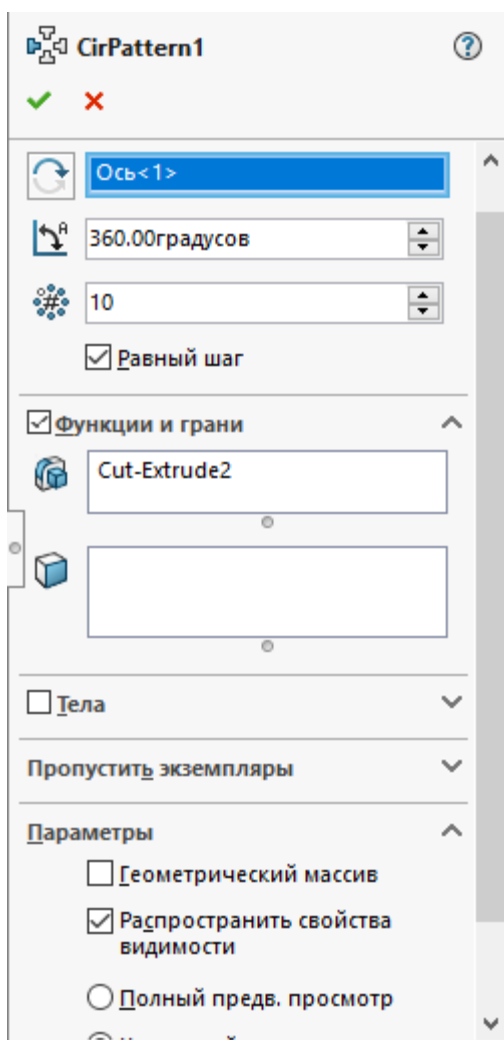 CirPattern1
Ось<1>
360.00градусов
10
Равный шаг
Функции и грани
Cut-Extrude2
Тела
Пропустить экземпляры
Параметры
Геометрический массив
Распространить свойства
видимости
Полный предв. просмотр